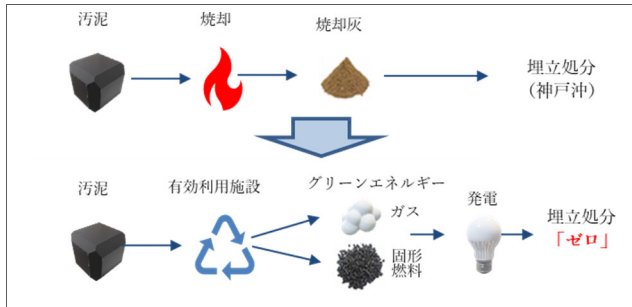 汚泥
焼却
焼却灰
埋立処分
（神戸沖）
汚泥
有効利用施設
グリーンエネルギー
ガス
固形
燃料
発電
埋立処分
「ゼロ」